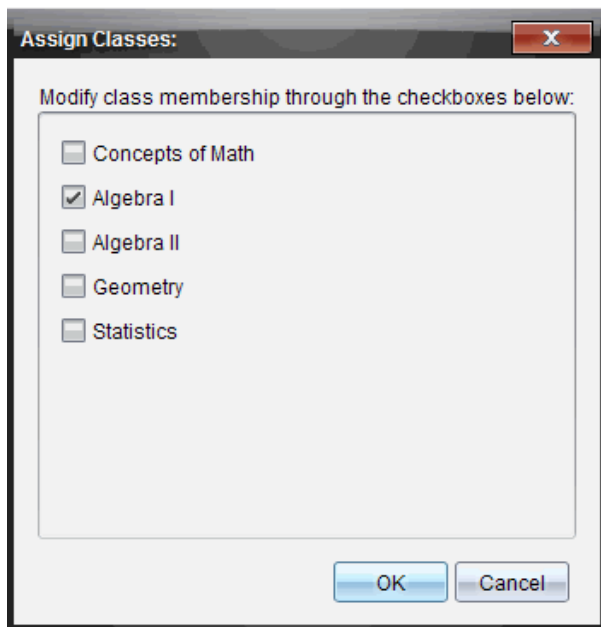 Assign Classes:
Modify class membership through the checkboxes below:
Concepts of Math
Algebra I
Algebra II
Geometry
Statistics
OK Cancel